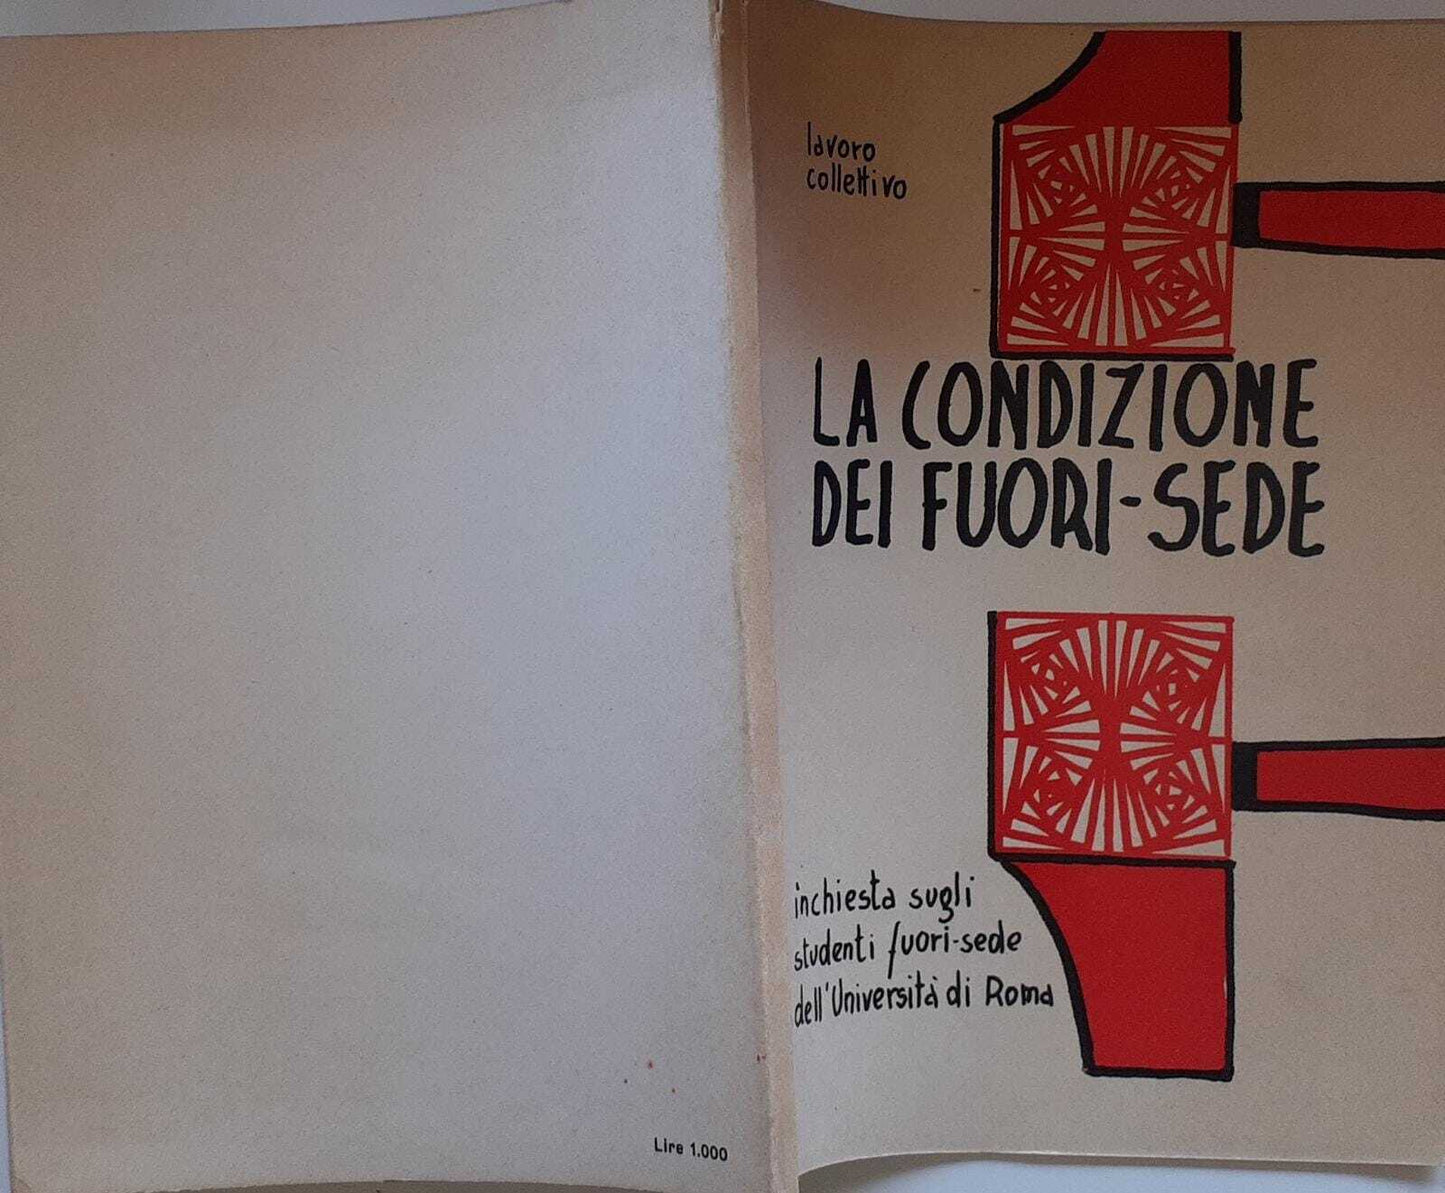 lavoro
collettivo
LA CONDIZIONE
DEI FUORI-SEDE
inchiesta sugli
studenti fuori-sede
dell'Università di Roma
Lire 1.000